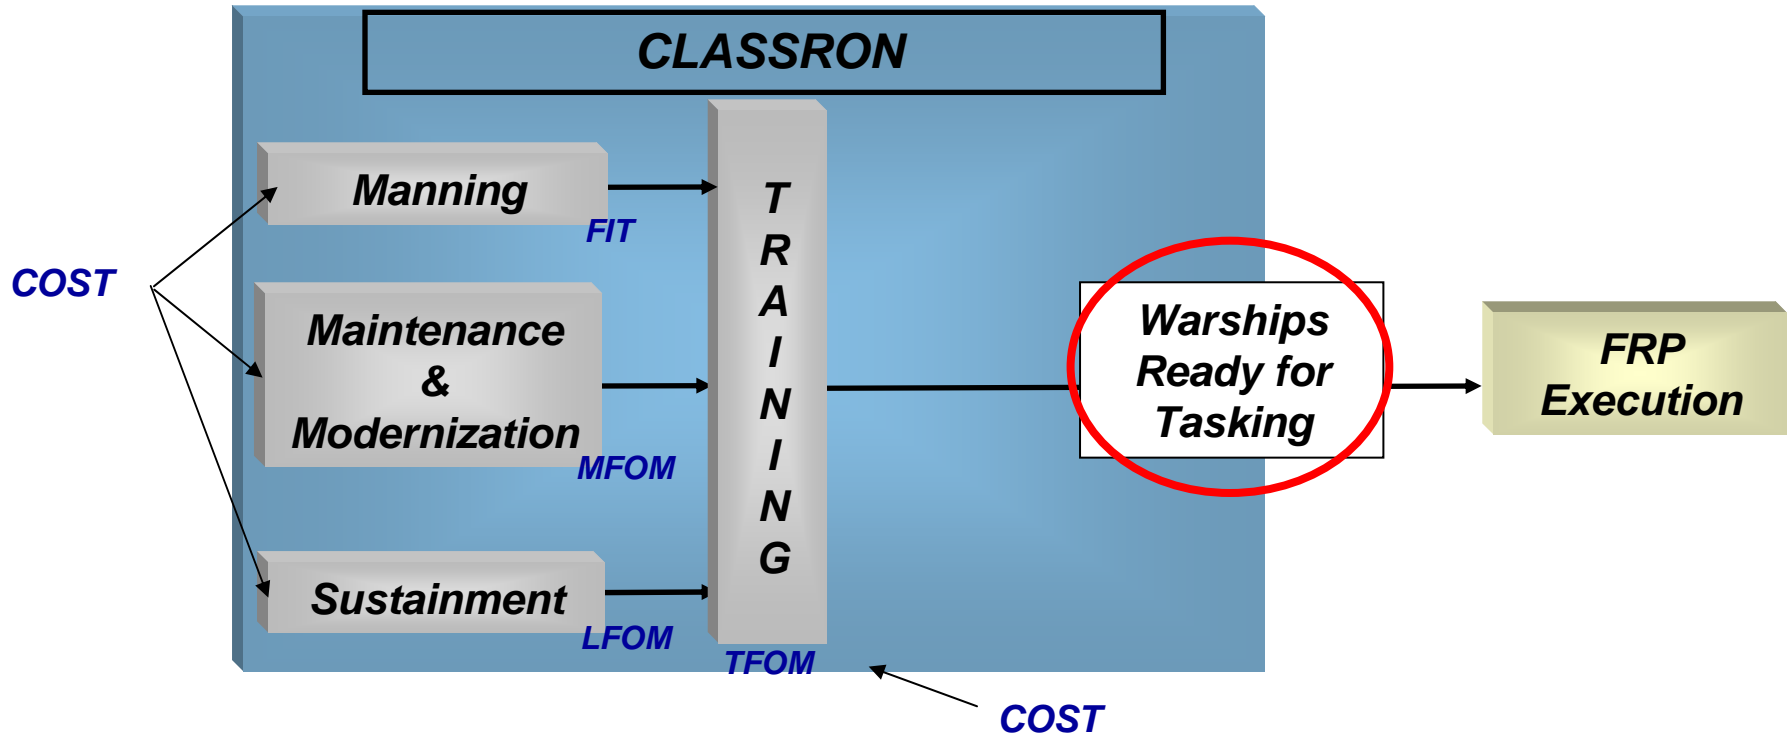 CLASSRON
Manning
FIT
COST
Maintenance
&
Modernization
MFOM
Sustainment
LFOM
T
R
A
I
N
I
N
G
TFOM
COST
Warships
Ready for
Tasking
FRP
Execution